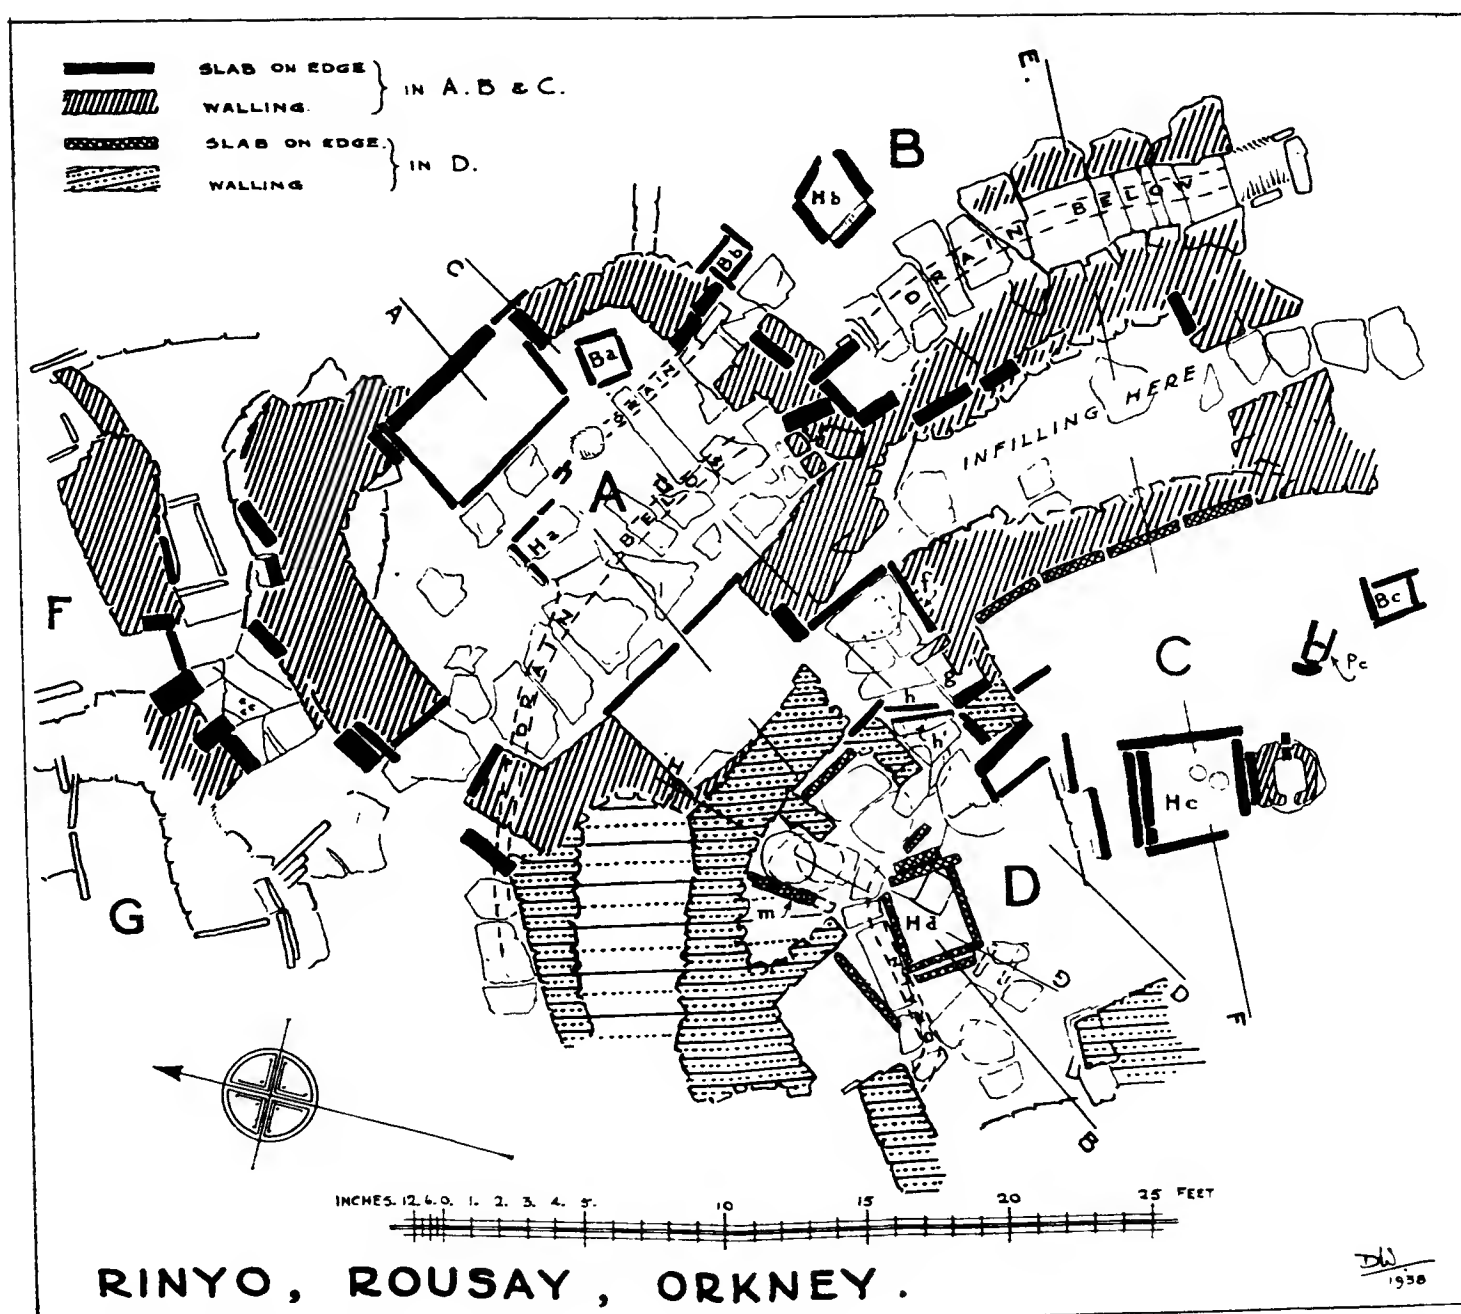 SLAB ON EDGE
WALLING.
IN A.B & C.
SLAB ON EDGE.
WALLING
IN D.
E.
B
Hb
Bb
C
A
Ba
DRAIN BELOW
DRAIN
BELOW
INFILLING HERE
A
Ha
DRAIN
F
f
g
h
h
Bc
C
Pc
H
Hc
D
m
Hd
G
G
D
F
B
INCHES. 12. 6. 0. 1. 2. 3. 4. 5. 10 15 20 25 FEET
RINYO, ROUSAY, ORKNEY.
DW
1938